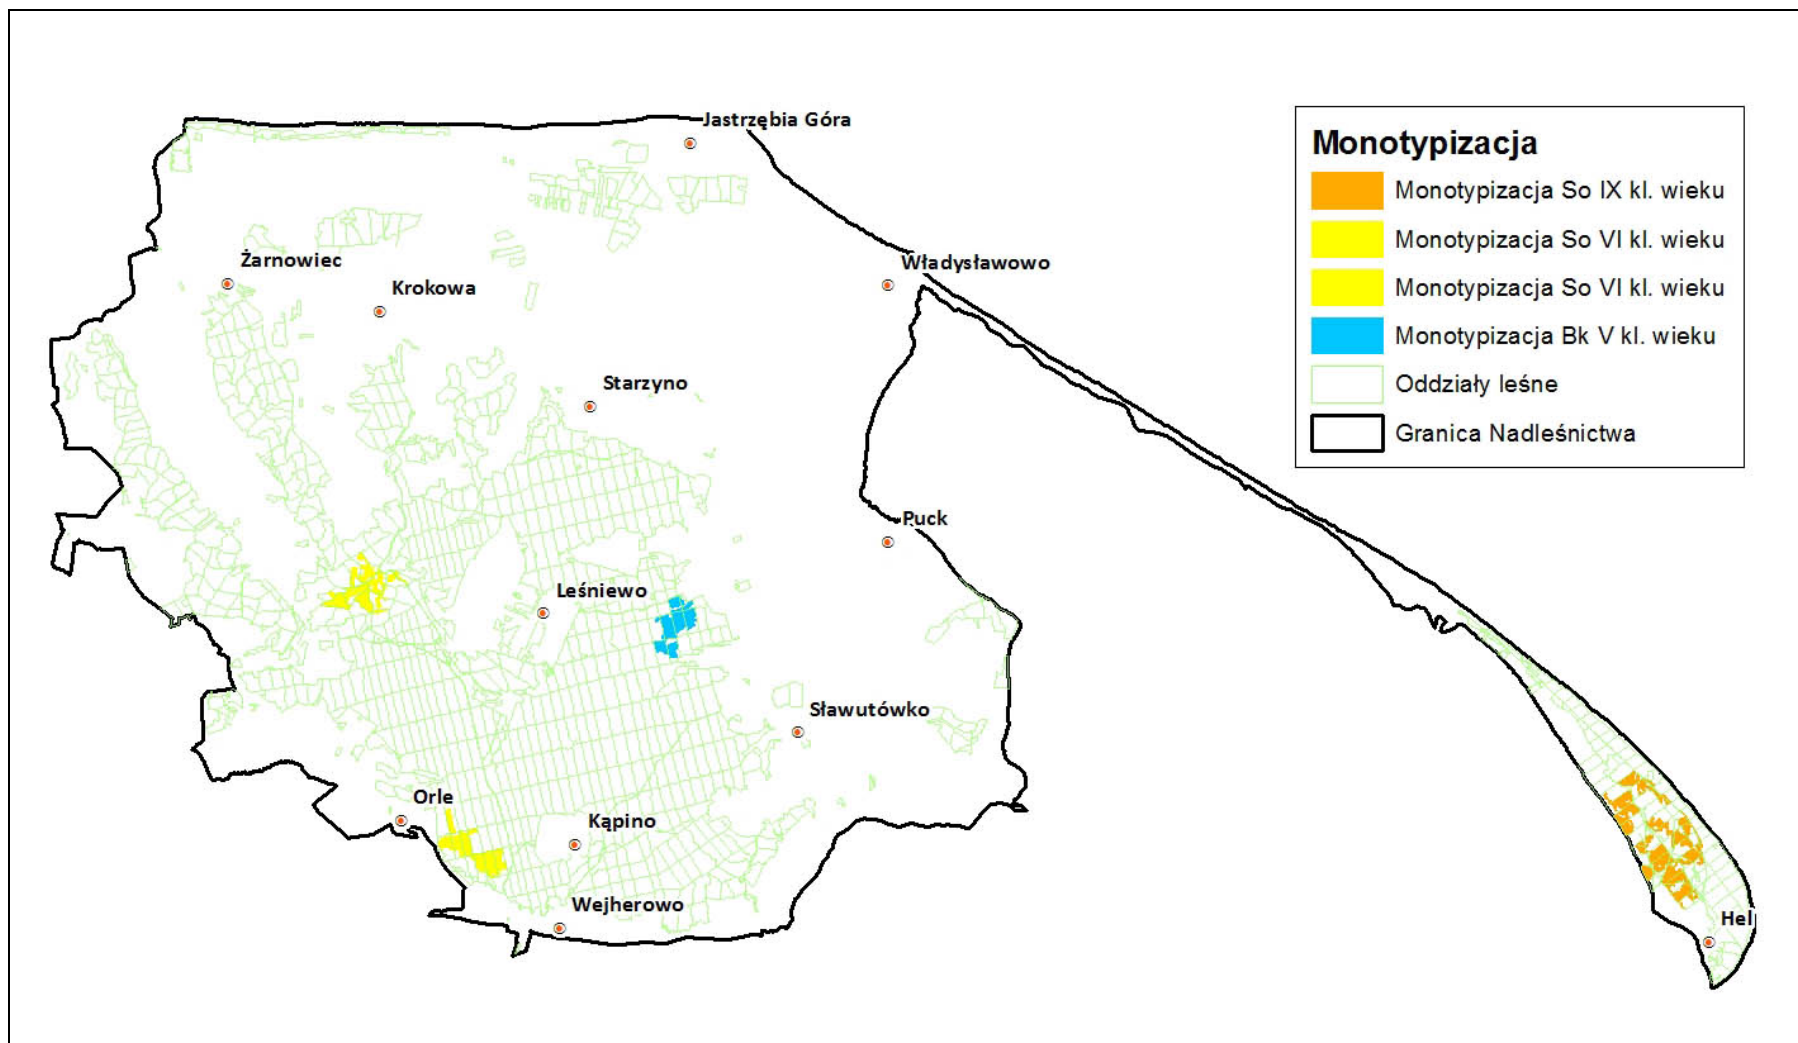 Jastrzębia Góra
Monotypizacja
Monotypizacja So IX kl. wieku
Monotypizacja So VI kl. wieku
Monotypizacja So VI kl. wieku
Monotypizacja Bk V kl. wieku
Oddziały leśne
Granica Nadleśnictwa
Żarnowiec
Władysławowo
Krokowa
Starzyno
Puck
Leśniewo
Sławutówko
Orle
Kąpino
Wejherowo
Hel